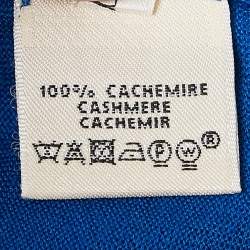 100% CACHEMIRE
CASHMERE
CACHEMIR
P W ®